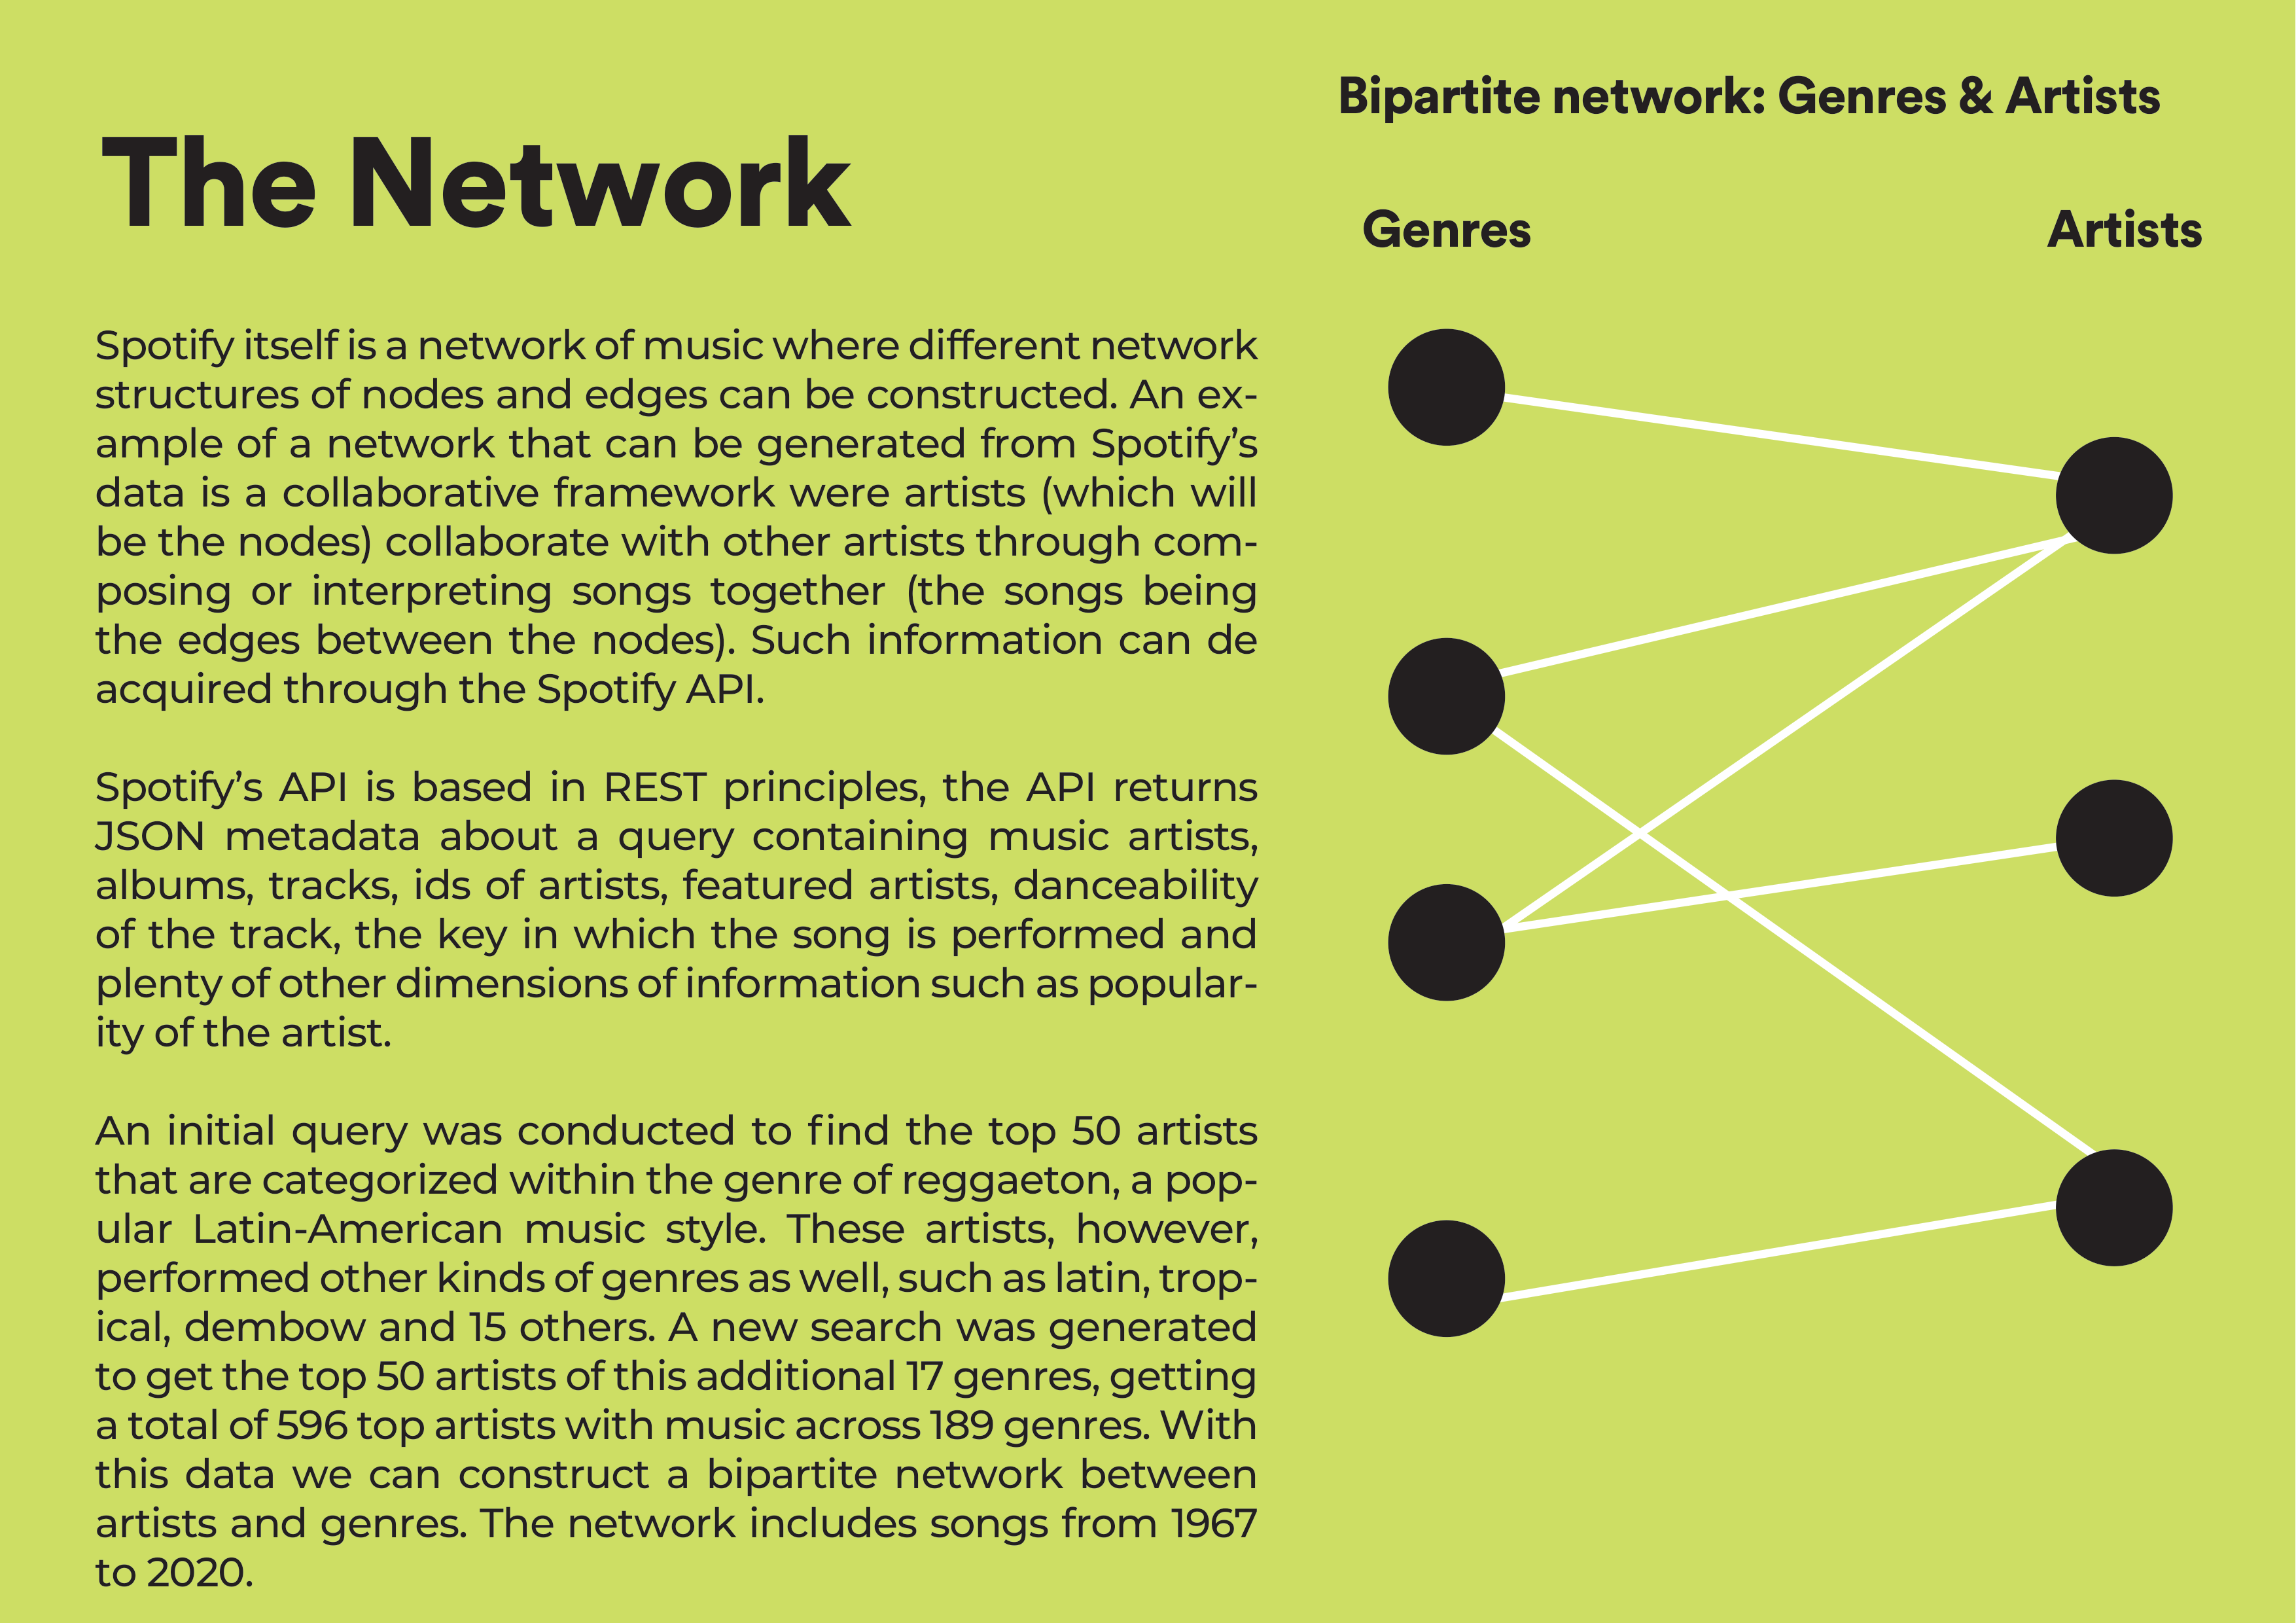 The Network
Spotify itself is a network of music where different network
structures of nodes and edges can be constructed. An ex-
ample of a network that can be generated from Spotify’s
data is a collaborative framework were artists (which will
be the nodes) collaborate with other artists through com-
posing or interpreting songs together (the songs being
the edges between the nodes). Such information can de
acquired through the Spotify API.
Spotify’s API is based in REST principles, the API returns
JSON metadata about a query containing music artists,
albums, tracks, ids of artists, featured artists, danceability
of the track, the key in which the song is performed and
plenty of other dimensions of information such as popular-
ity of the artist.
An initial query was conducted to find the top 50 artists
that are categorized within the genre of reggaeton, a pop-
ular Latin-American music style. These artists, however,
performed other kinds of genres as well, such as latin, trop-
ical, dembow and 15 others. A new search was generated
to get the top 50 artists of this additional 17 genres, getting
a total of 596 top artists with music across 189 genres. With
this data we can construct a bipartite network between
artists and genres. The network includes songs from 1967
to 2020.
Bipartite network: Genres & Artists
Genres
Artists